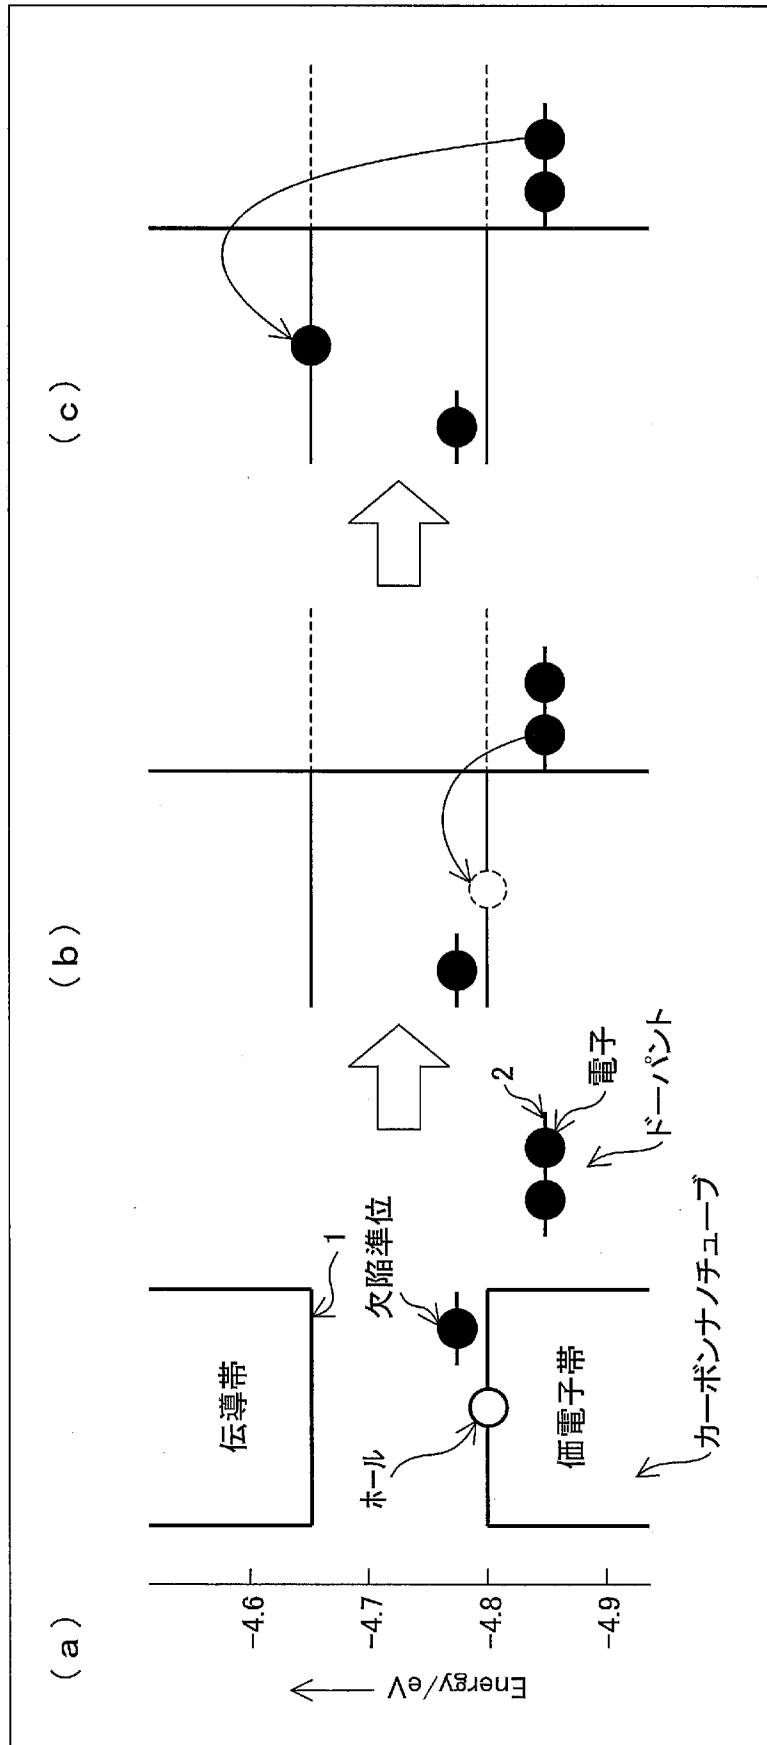 (a)
Energy/eV
-4.6
-4.7
-4.8
-4.9
伝導帯
1
欠陥準位
ホール
価電子帯
カーボンナノチューブ
2
電子
ドーパント
(b)
(c)